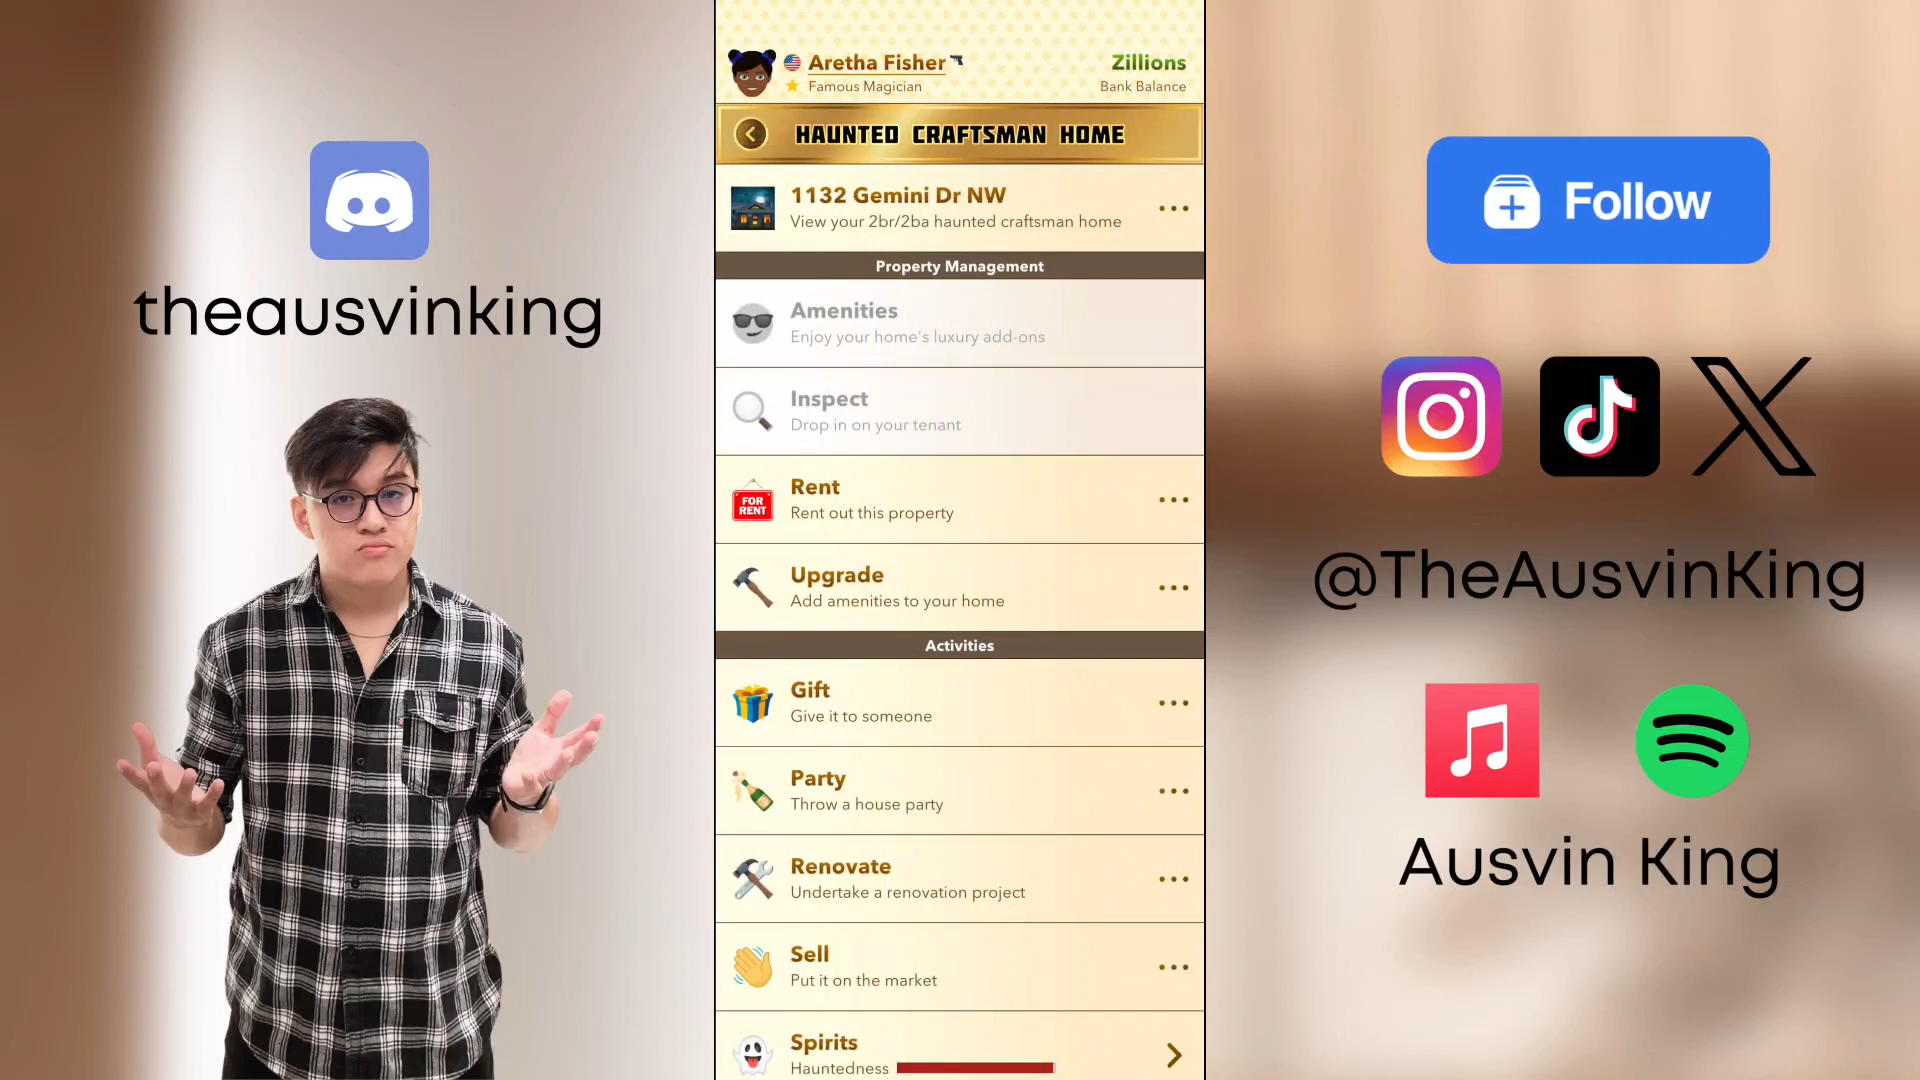 theausvinking
Aretha Fisher
Famous Magician
Zillions
Bank Balance
HAUNTED CRAFTSMAN HOME
1132 Gemini Dr NW
View your 2br/2ba haunted craftsman home
Property Management
Amenities
Enjoy your home's luxury add-ons
Inspect
Drop in on your tenant
FOR
RENT
Rent
Rent out this property
Upgrade
Add amenities to your home
Activities
Gift
Give it to someone
Party
Throw a house party
Renovate
Undertake a renovation project
Sell
Put it on the market
Spirits
Hauntedness
Follow
@TheAusvinKing
Ausvin King